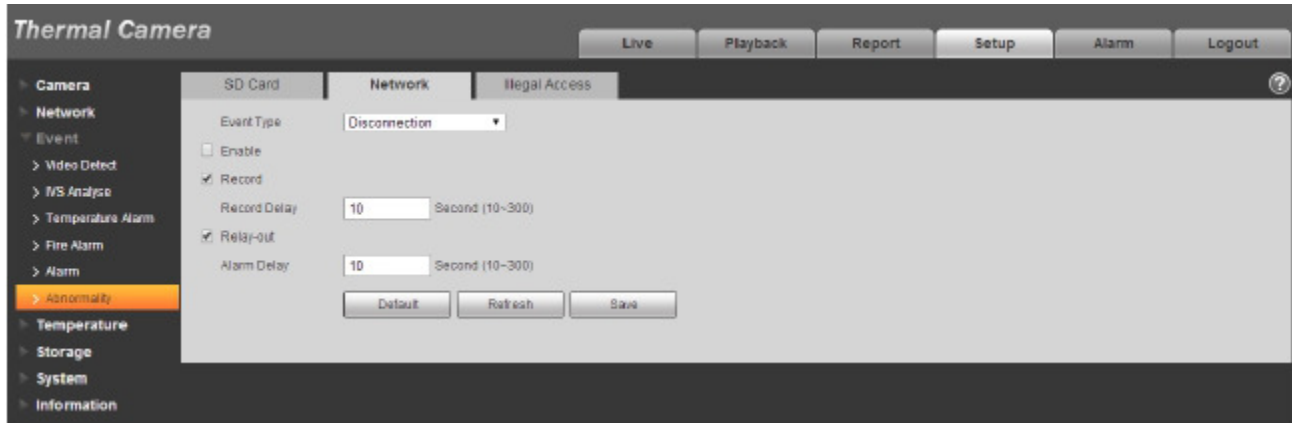 Thermal Camera
Live Playback Report Setup Alarm Logout
Camera
Network
Event
> Video Detect
> IVS Analyse
> Temperature Alarm
> Fire Alarm
> Alarm
> Abnormality
Temperature
Storage
System
Information
SD Card Network Illegal Access ?
Event Type Disconnection
Enable
Record
Record Delay 10 Second (10~300)
Relay-out
Alarm Delay 10 Second (10~300)
Default Refresh Save